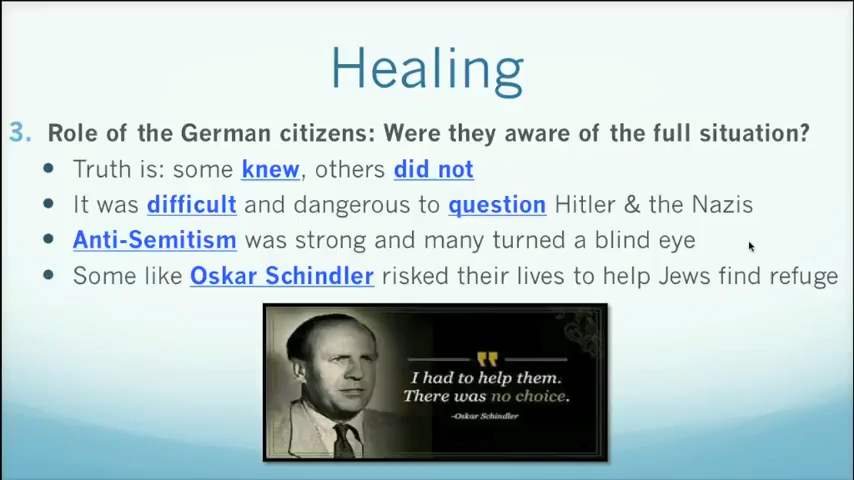 Healing
3. Role of the German citizens: Were they aware of the full situation?
• Truth is: some knew, others did not
• It was difficult and dangerous to question Hitler & the Nazis
• Anti-Semitism was strong and many turned a blind eye
• Some like Oskar Schindler risked their lives to help Jews find refuge
"
I had to help them.
There was no choice.
-Oskar Schindler